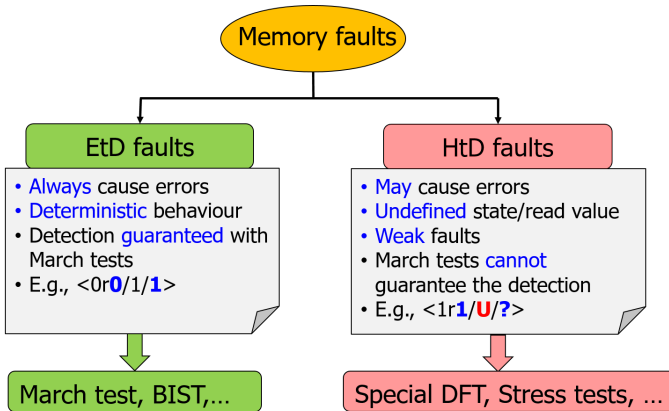 Memory faults
EtD faults
• Always cause errors
• Deterministic behaviour
• Detection guaranteed with
March tests
• E.g., <0r0/1/1>
March test, BIST,...
HtD faults
• May cause errors
• Undefined state/read value
• Weak faults
• March tests cannot
guarantee the detection
• E.g., <1r1/U/?>
Special DFT, Stress tests, ...